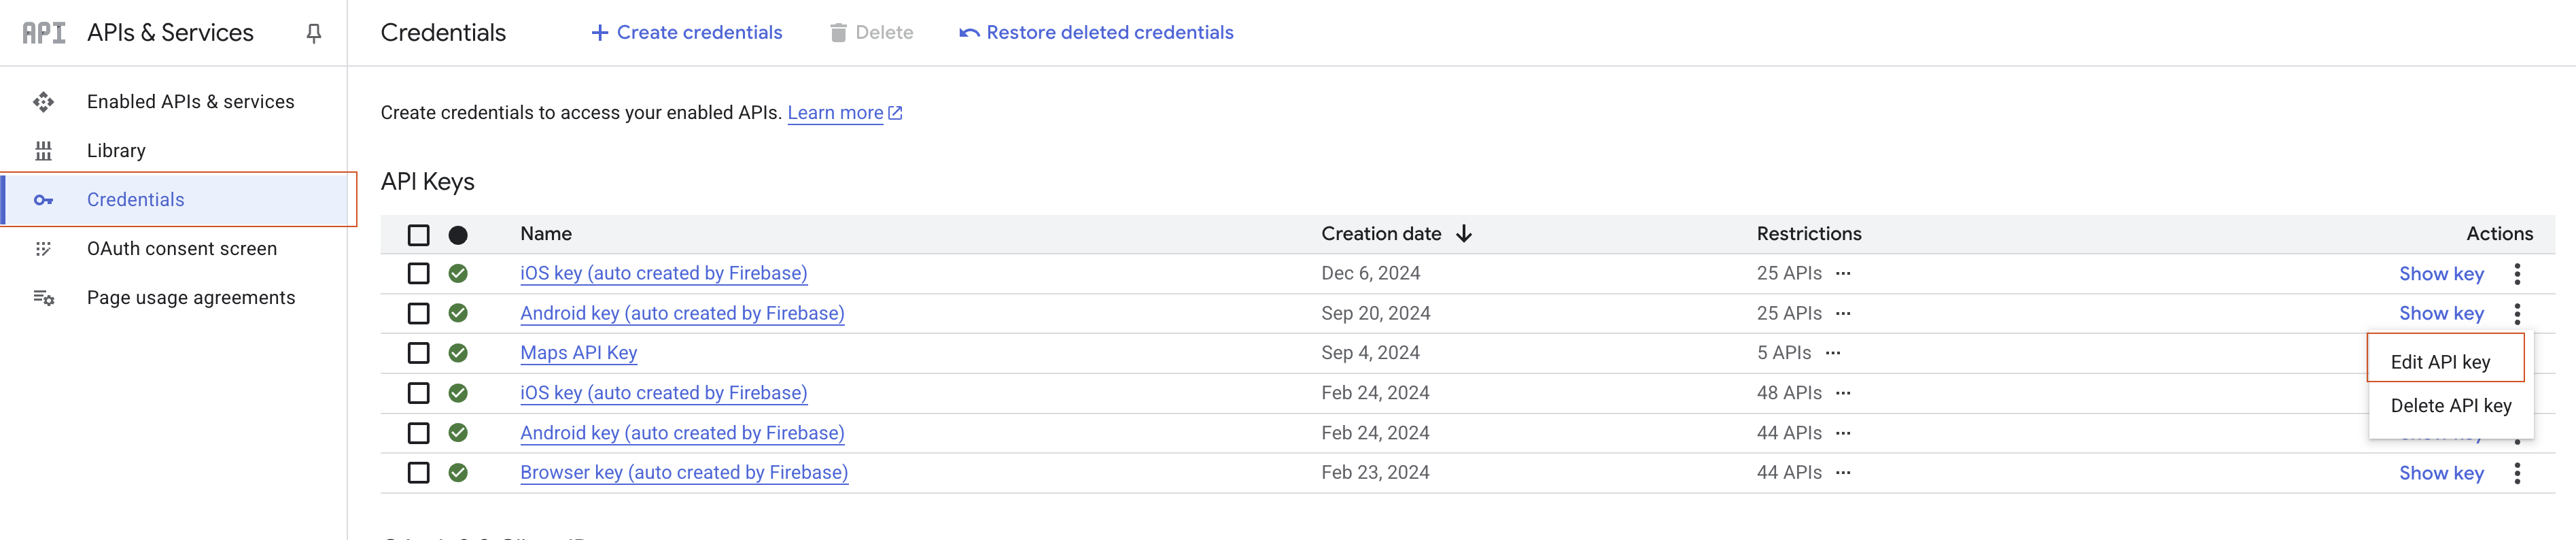 API APIs & Services
Credentials
Create credentials
Delete
Restore deleted credentials
Enabled APIs & services
Library
Credentials
OAuth consent screen
Page usage agreements
Create credentials to access your enabled APIs. Learn more
API Keys
Name Creation date Restrictions Actions
iOS key (auto created by Firebase) Dec 6, 2024 25 APIs Show key
Android key (auto created by Firebase) Sep 20, 2024 25 APIs Show key
Maps API Key Sep 4, 2024 5 APIs
iOS key (auto created by Firebase) Feb 24, 2024 48 APIs
Android key (auto created by Firebase) Feb 24, 2024 44 APIs
Browser key (auto created by Firebase) Feb 23, 2024 44 APIs Show key
Edit API key
Delete API key